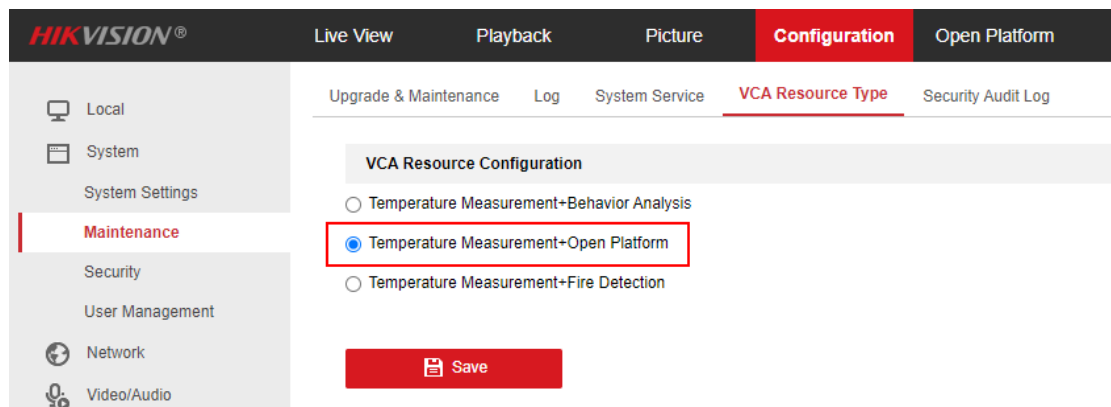 HIKVISION®
Live View Playback Picture Configuration Open Platform
Local
System
System Settings
Maintenance
Security
User Management
Network
Video/Audio
Upgrade & Maintenance Log System Service VCA Resource Type Security Audit Log
VCA Resource Configuration
Temperature Measurement+Behavior Analysis
Temperature Measurement+Open Platform
Temperature Measurement+Fire Detection
Save